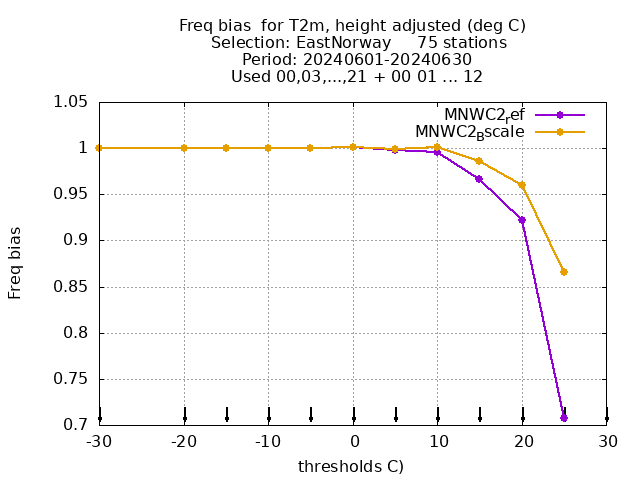 Freq bias  for T2m, height adjusted (deg C)
Selection: EastNorway     75 stations
Period: 20240601-20240630
Used 00,03,...,21 + 00 01 ... 12
MNWC2_ref
MNWC2_Bscale
1.05
1
0.95
0.9
0.85
0.8
0.75
0.7
Freq bias
-30
-20
-10
0
10
20
30
thresholds C)